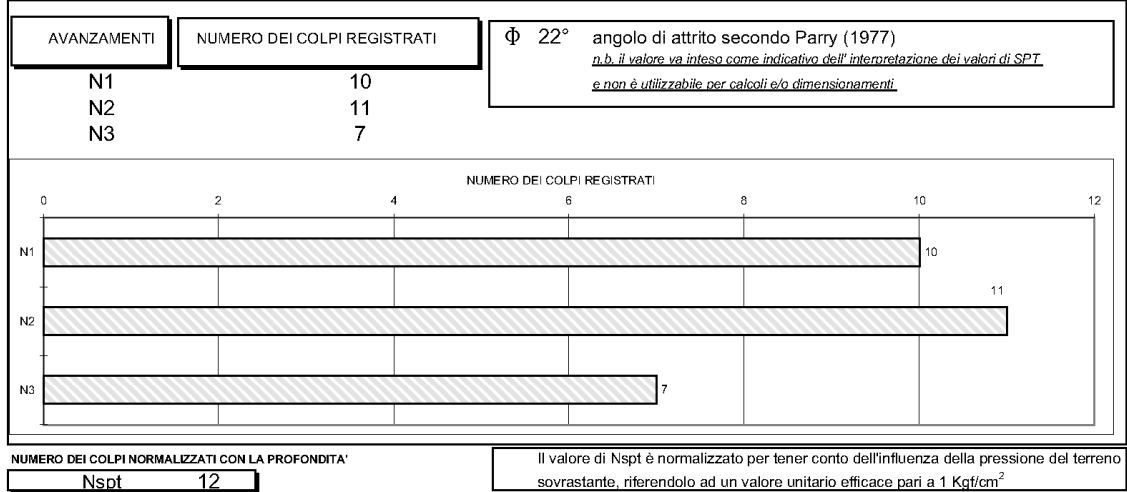 AVANZAMENTI NUMERO DEI COLPI REGISTRATI
N1 10
N2 11
N3 7
Φ 22° angolo di attrito secondo Parry (1977)
n.b. il valore va inteso come indicativo dell' interpretazione dei valori di SPT
e non è utilizzabile per calcoli e/o dimensionamenti
NUMERO DEI COLPI REGISTRATI
0 2 4 6 8 10 12
N1 10
N2 11
N3 7
NUMERO DEI COLPI NORMALIZZATI CON LA PROFONDITA'
Nspt 12
Il valore di Nspt è normalizzato per tener conto dell'influenza della pressione del terreno
sovrastante, riferendolo ad un valore unitario efficace pari a 1 Kgf/cm²